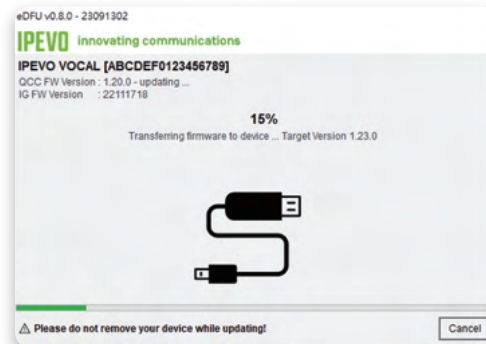 eDFU v0.8.0 - 23091302
IPEVO innovating communications
IPEVO VOCAL [ABCDEF0123456789]
QCC FW Version : 1.20.0 - updating ...
IG FW Version : 22111718
15%
Transferring firmware to device ... Target Version 1.23.0
⚠ Please do not remove your device while updating!
Cancel